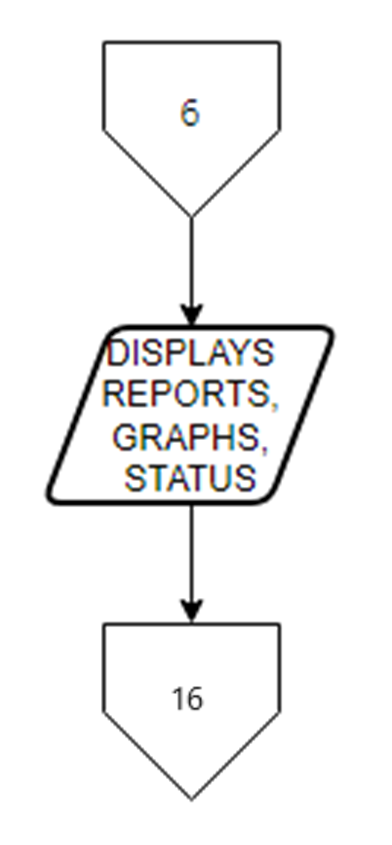 6
DISPLAYS
REPORTS,
GRAPHS,
STATUS
16